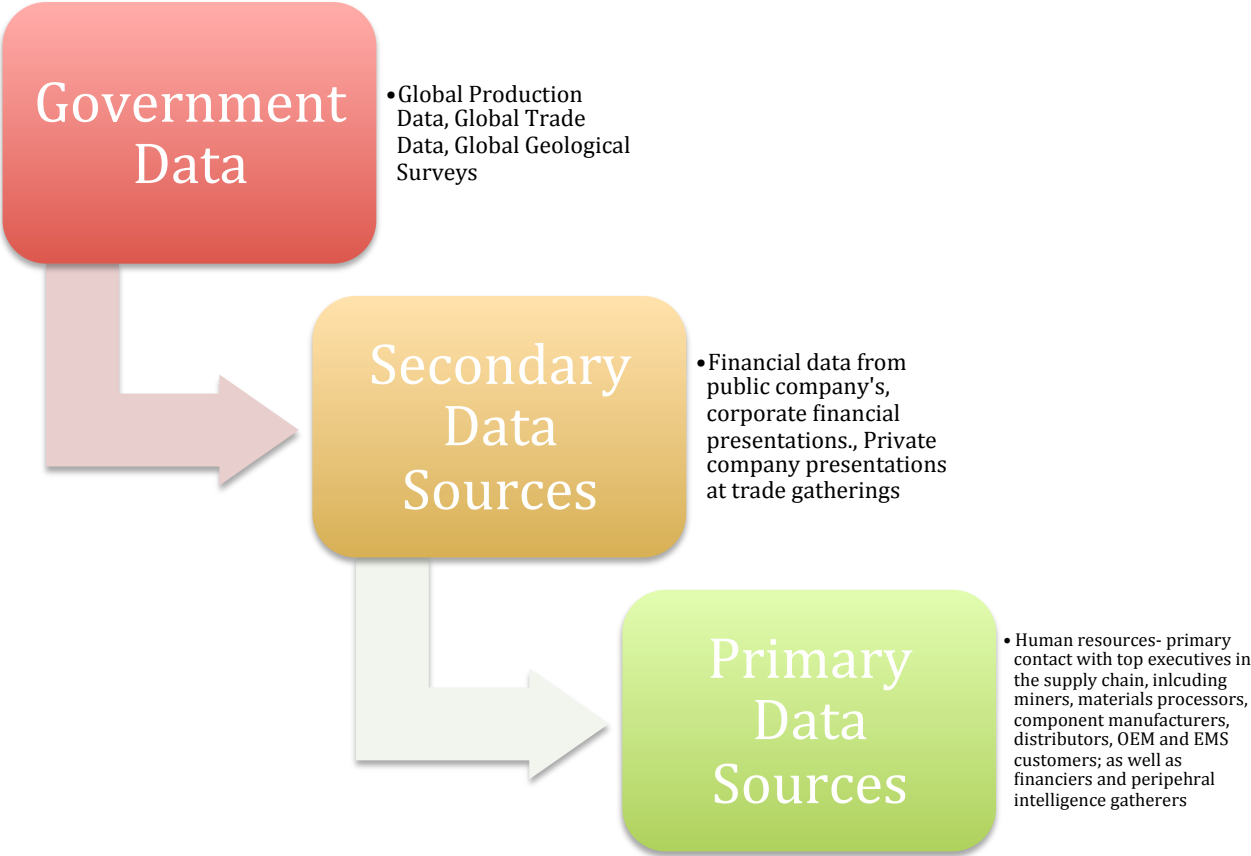 Government
Data
•Global Production
Data, Global Trade
Data, Global Geological
Surveys
Secondary
Data
Sources
•Financial data from
public company's,
corporate financial
presentations., Private
company presentations
at trade gatherings
Primary
Data
Sources
• Human resources- primary
contact with top executives in
the supply chain, inlcuding
miners, materials processors,
component manufacturers,
distributors, OEM and EMS
customers; as well as
financiers and peripehral
intelligence gatherers